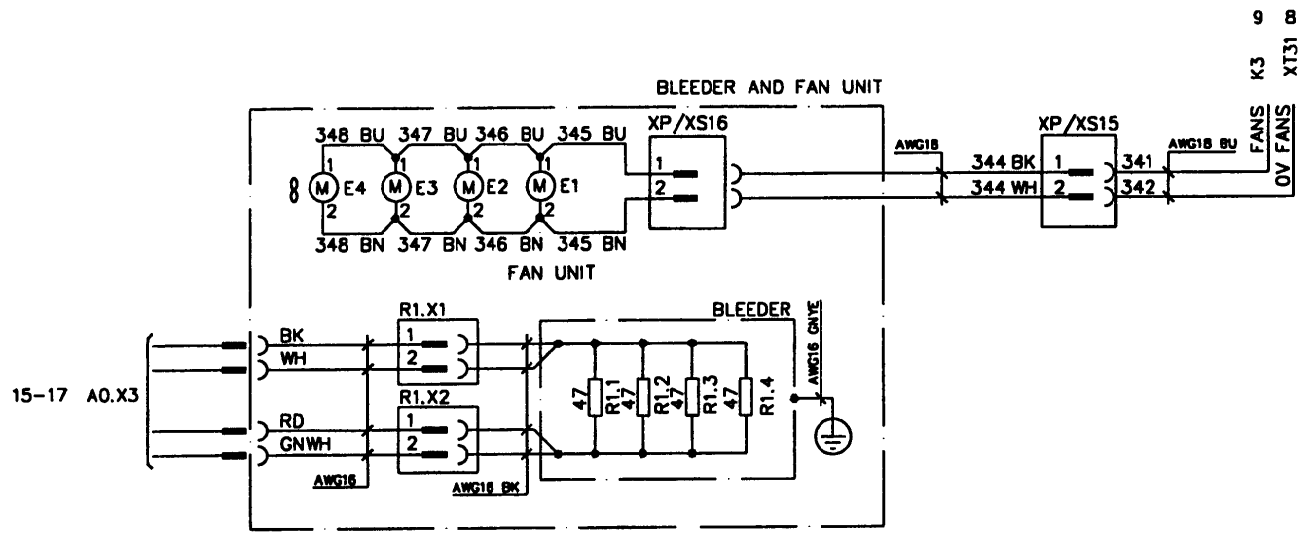 9 8
K3 XT31
FANS 0V FANS
BLEEDER AND FAN UNIT
348 BU 347 BU 346 BU 345 BU
XP/XS16
AWG18
XP/XS15
AWG18 BU
1 1 1 1
1
344 BK 1 341
8
M E4 M E3 M E2 M E1
2
344 WH 2 342
2 2 2 2
348 BN 347 BN 346 BN 345 BN
FAN UNIT
R1.X1
BLEEDER
AWG16 GNYE
BK
1
WH
2
15-17 A0.X3
47 R1.1 47 R1.2 47 R1.3 47 R1.4
R1.X2
RD
1
GNWH
2
AWG16
AWG16 BK